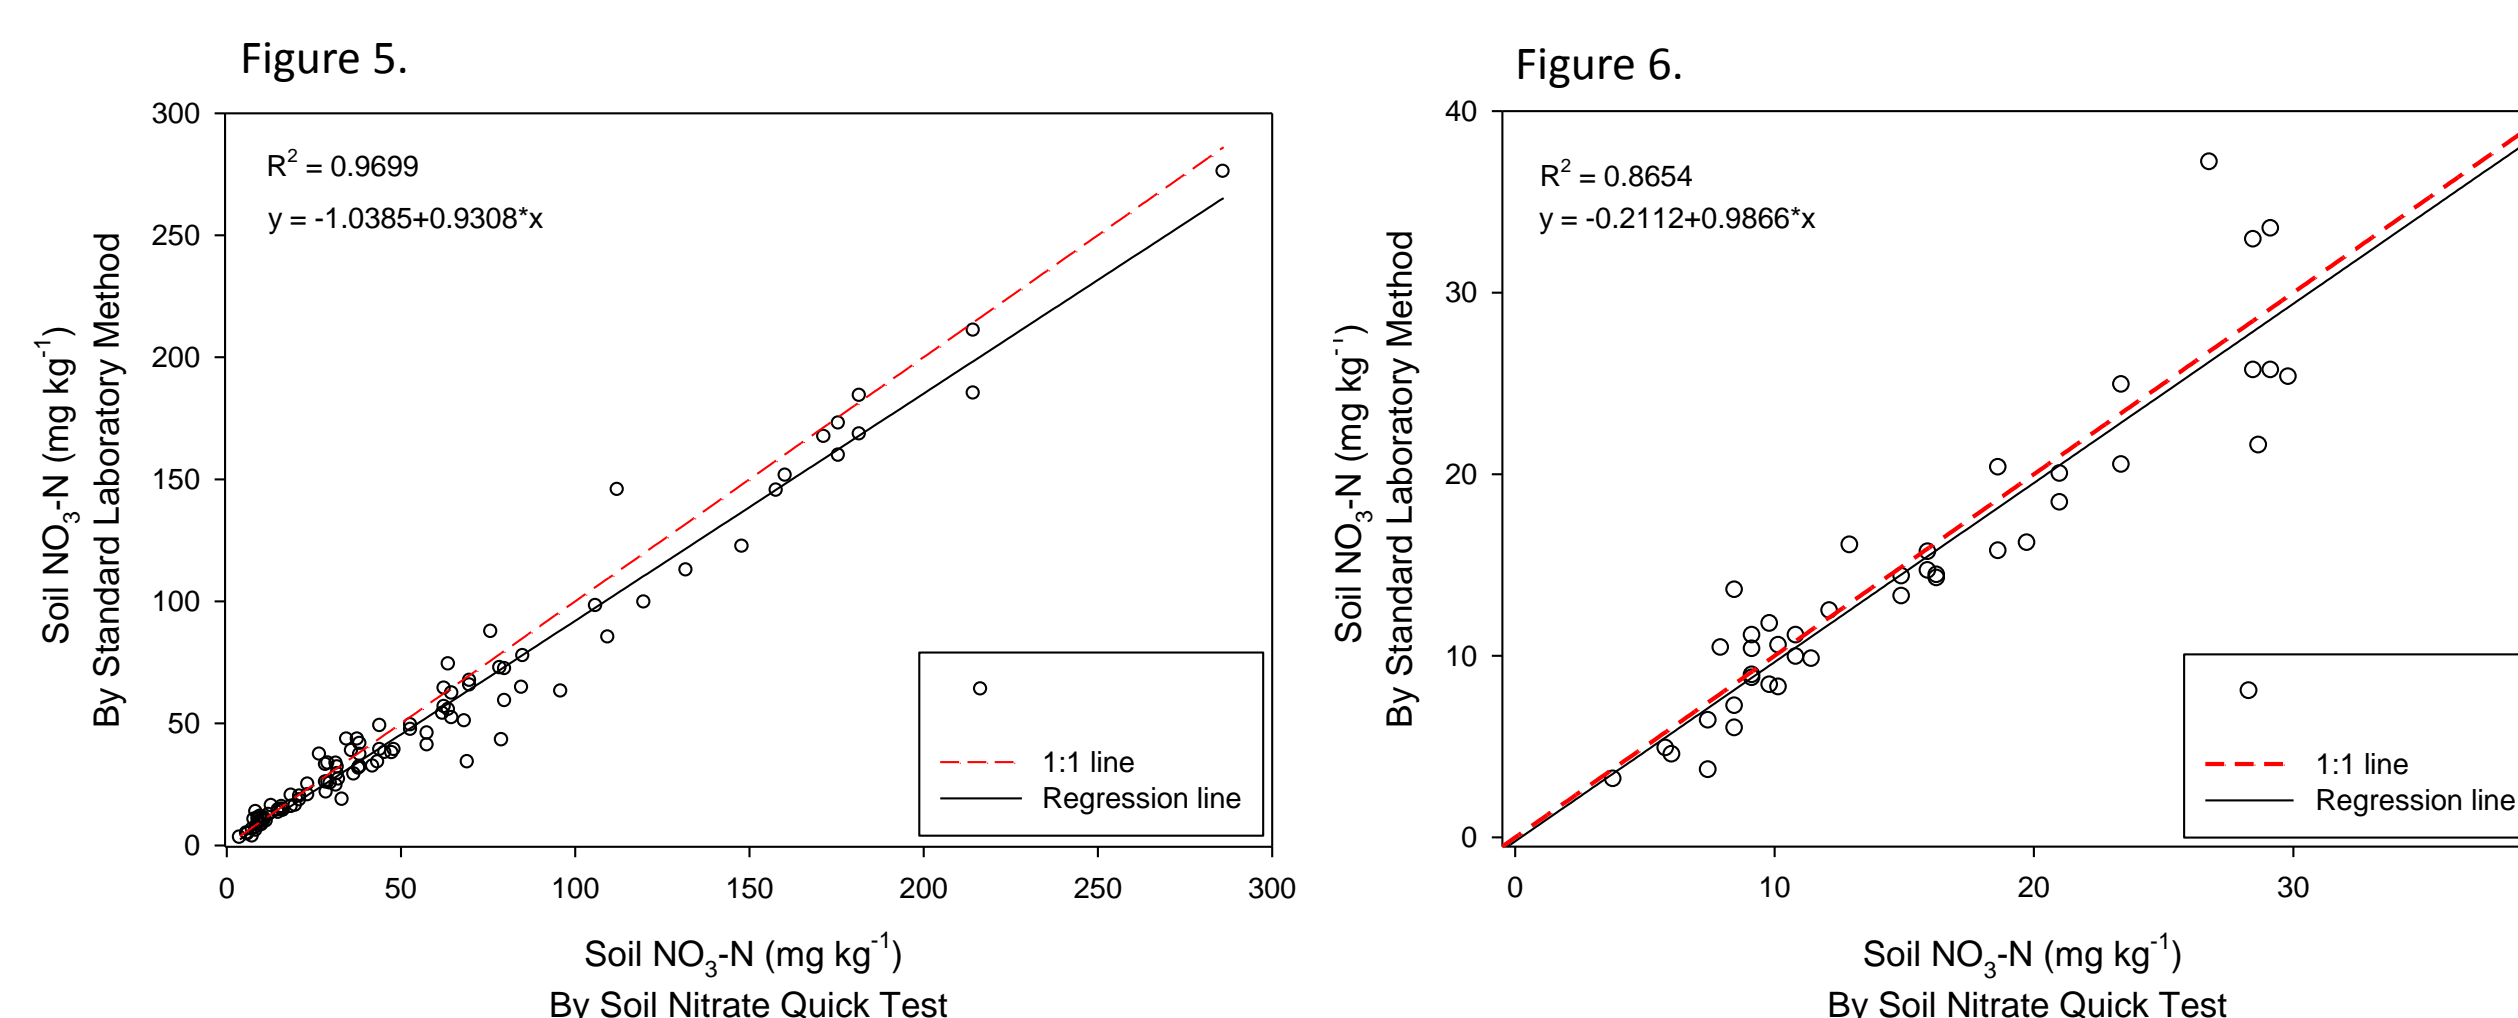 Figure 5.
300
250
200
150
100
50
0
R² = 0.9699
y = -1.0385+0.9308*x
Soil NO₃-N (mg kg⁻¹)
By Standard Laboratory Method
1:1 line
Regression line
0 50 100 150 200 250 300
Soil NO₃-N (mg kg⁻¹)
By Soil Nitrate Quick Test
Figure 6.
40
30
20
10
0
R² = 0.8654
y = -0.2112+0.9866*x
Soil NO₃-N (mg kg⁻¹)
By Standard Laboratory Method
1:1 line
Regression line
0 10 20 30
Soil NO₃-N (mg kg⁻¹)
By Soil Nitrate Quick Test